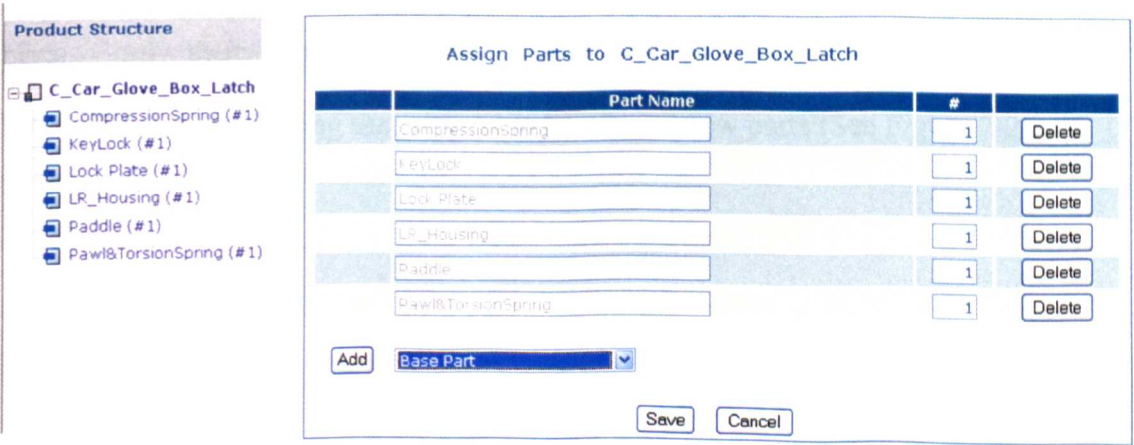 Product Structure
C_Car_Glove_Box_Latch
CompressionSpring (#1)
KeyLock (#1)
Lock Plate (#1)
LR_Housing (#1)
Paddle (#1)
Pawl&TorsionSpring (#1)
Assign Parts to C_Car_Glove_Box_Latch
Part Name #
CompressionSpring 1 Delete
KeyLock 1 Delete
Lock Plate 1 Delete
LR_Housing 1 Delete
Paddle 1 Delete
Pawl&TorsionSpring 1 Delete
Add Base Part
Save Cancel